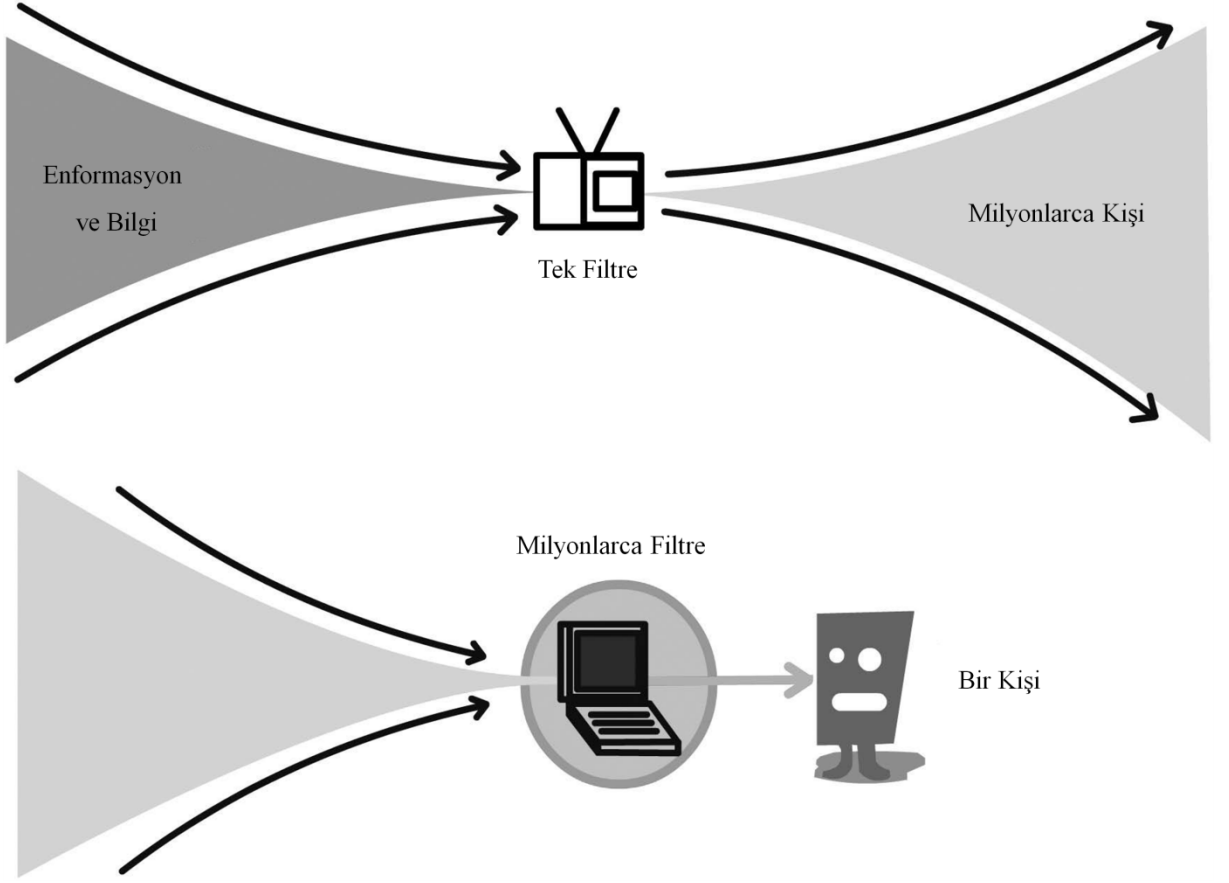 Enformasyon
ve Bilgi
Tek Filtre
Milyonlarca Kişi
Milyonlarca Filtre
Bir Kişi